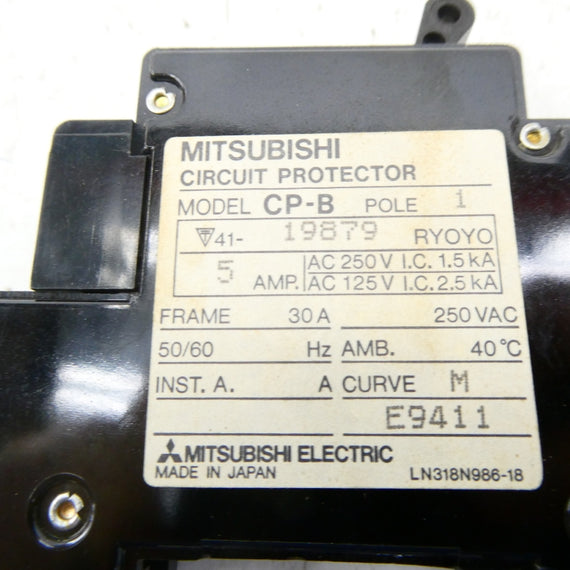 MITSUBISHI
CIRCUIT PROTECTOR
MODEL CP-B POLE 1
41- 19879 RYOYO
5 AMP. AC 250V I.C. 1.5kA
AC 125V I.C. 2.5kA
FRAME 30A 250VAC
50/60 Hz AMB. 40°C
INST. A. A CURVE M
E9411
MITSUBISHI ELECTRIC
MADE IN JAPAN LN318N986-18